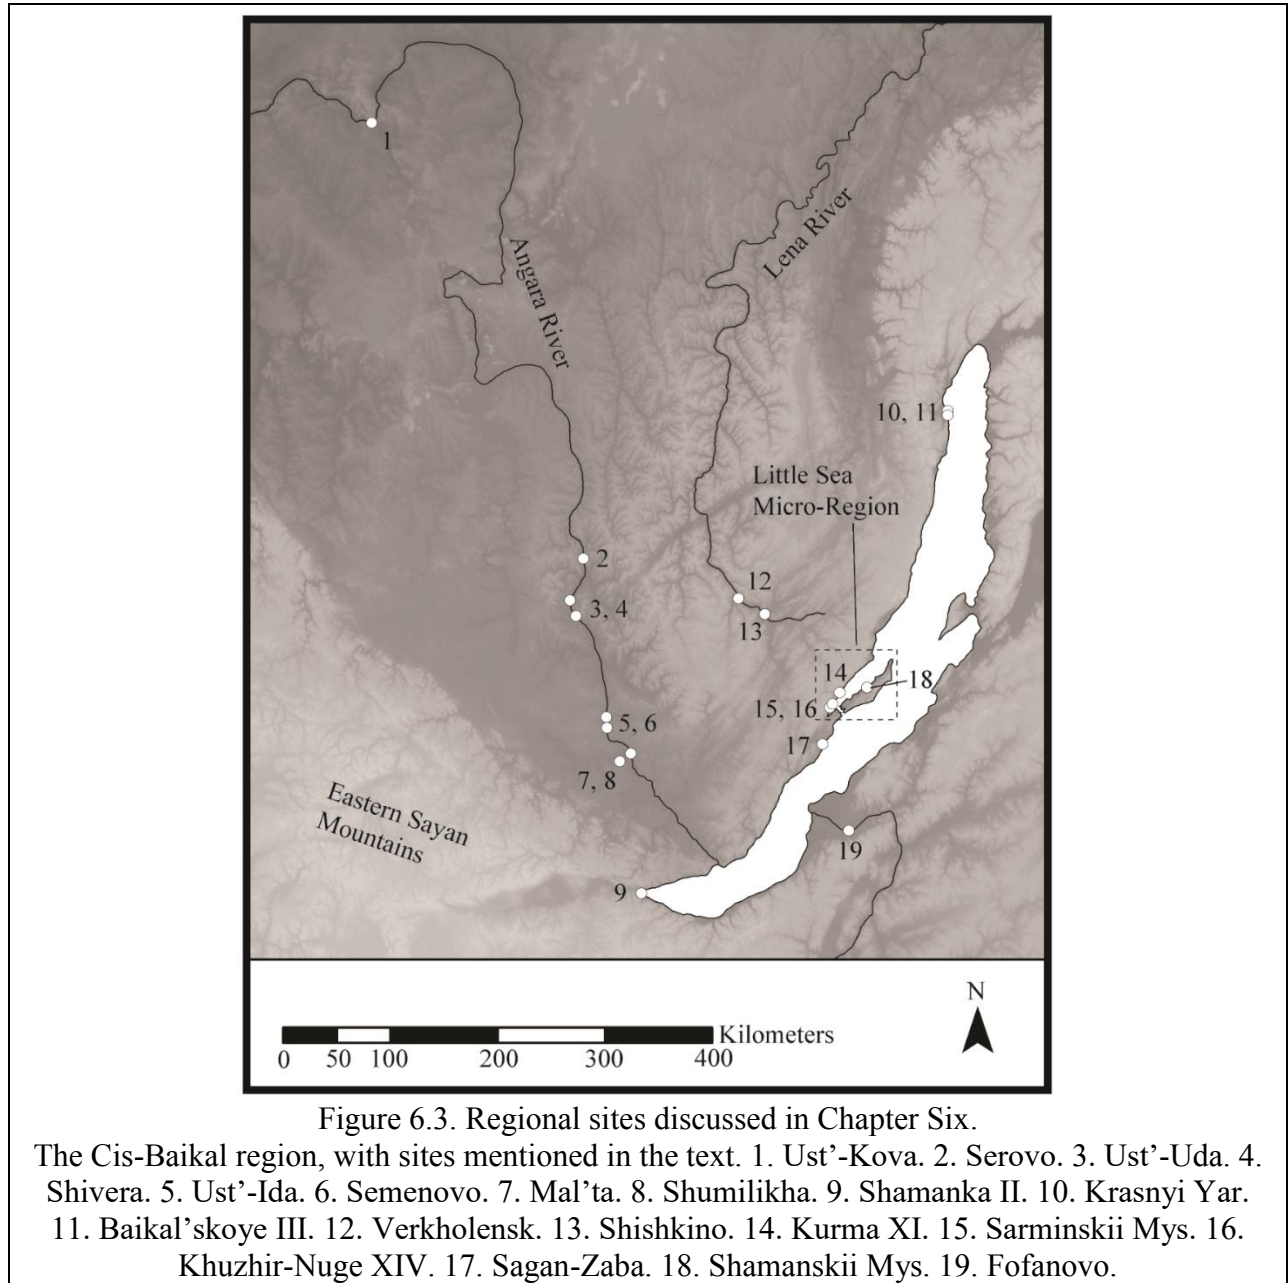 1
Angara River
Lena River
10, 11
Little Sea
Micro-Region
2
12
3, 4
13
14
18
15, 16
5, 6
17
7, 8
Eastern Sayan
Mountains
19
9
N
Kilometers
0 50 100 200 300 400
Figure 6.3. Regional sites discussed in Chapter Six.
The Cis-Baikal region, with sites mentioned in the text. 1. Ust’-Kova. 2. Serovo. 3. Ust’-Uda. 4.
Shivera. 5. Ust’-Ida. 6. Semenovo. 7. Mal’ta. 8. Shumilikha. 9. Shamanka II. 10. Krasnyi Yar.
11. Baikal’skoye III. 12. Verkholensk. 13. Shishkino. 14. Kurma XI. 15. Sarminskii Mys. 16.
Khuzhir-Nuge XIV. 17. Sagan-Zaba. 18. Shamanskii Mys. 19. Fofanovo.